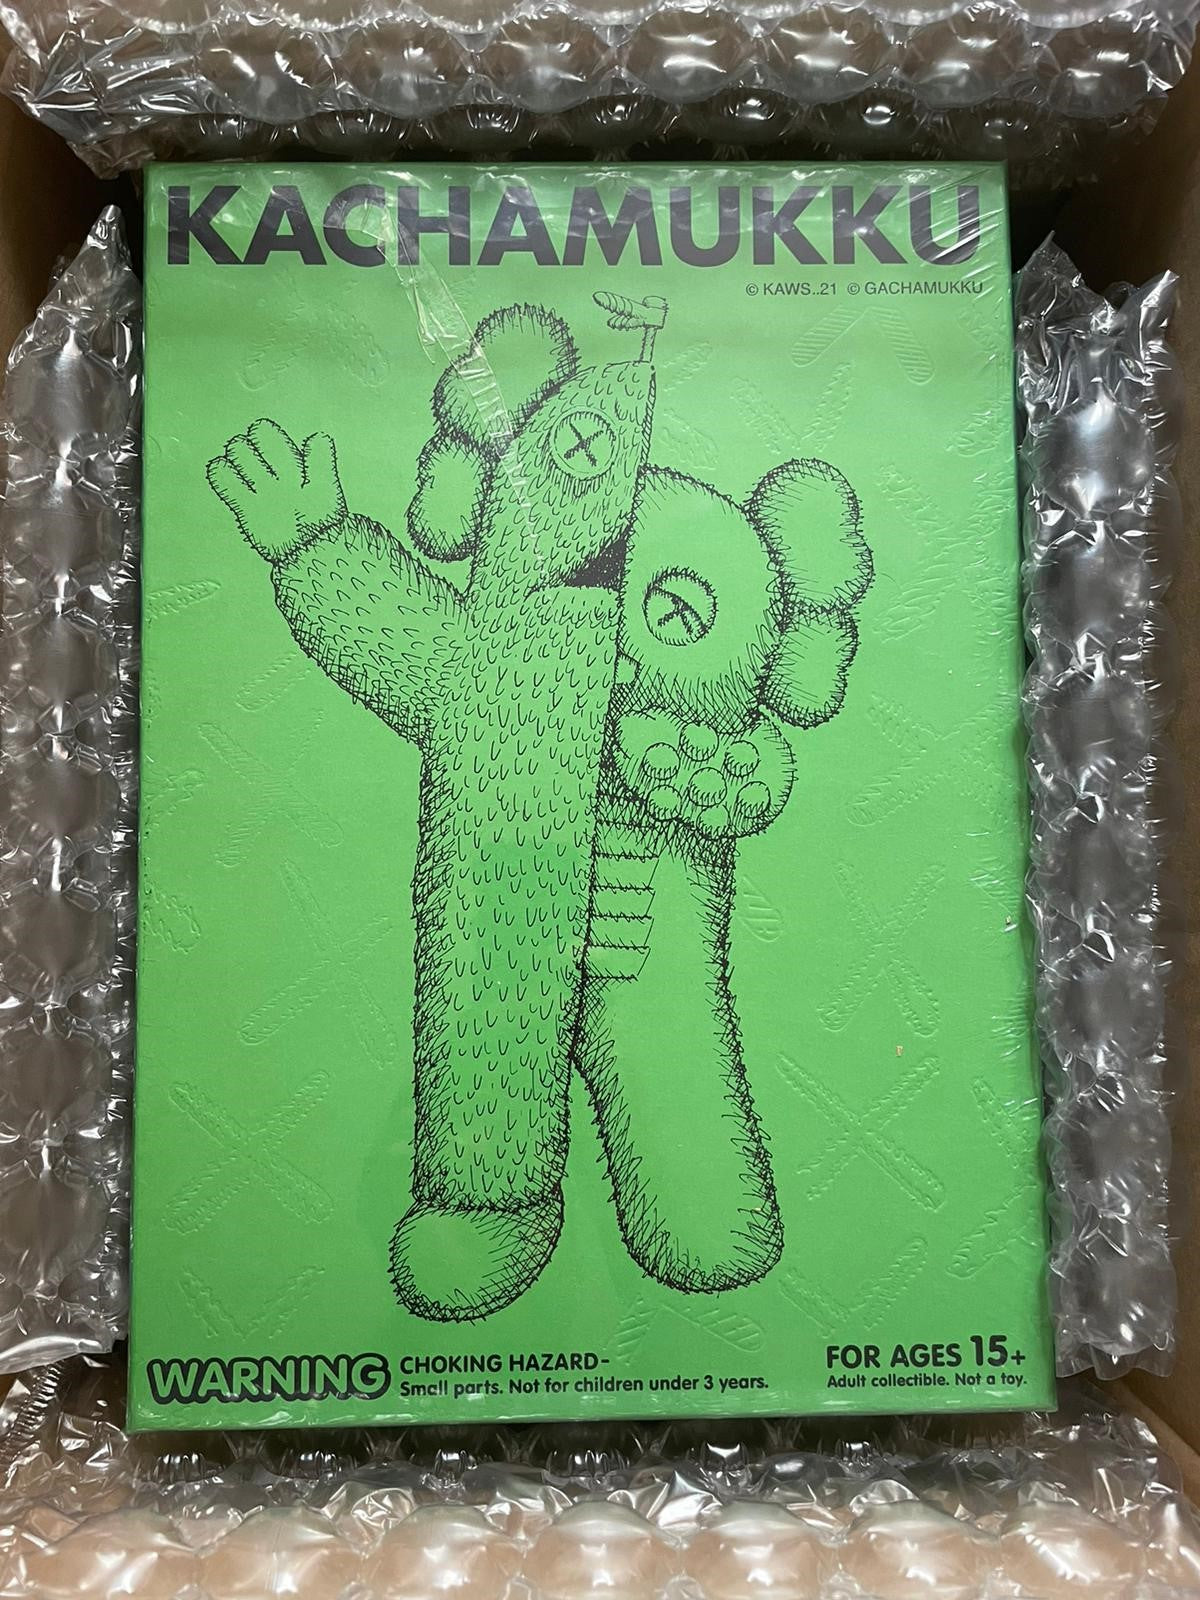 KACHAMUKKU
© KAWS..21 © GACHAMUKKU
WARNING CHOKING HAZARD-
Small parts. Not for children under 3 years.
FOR AGES 15+
Adult collectible. Not a toy.